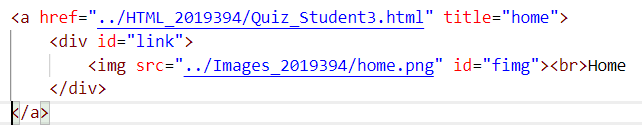 <a href="../HTML_2019394/Quiz_Student3.html" title="home">
<div id="link">
<img src="../Images_2019394/home.png" id="fimg"><br>Home
</div>
</a>